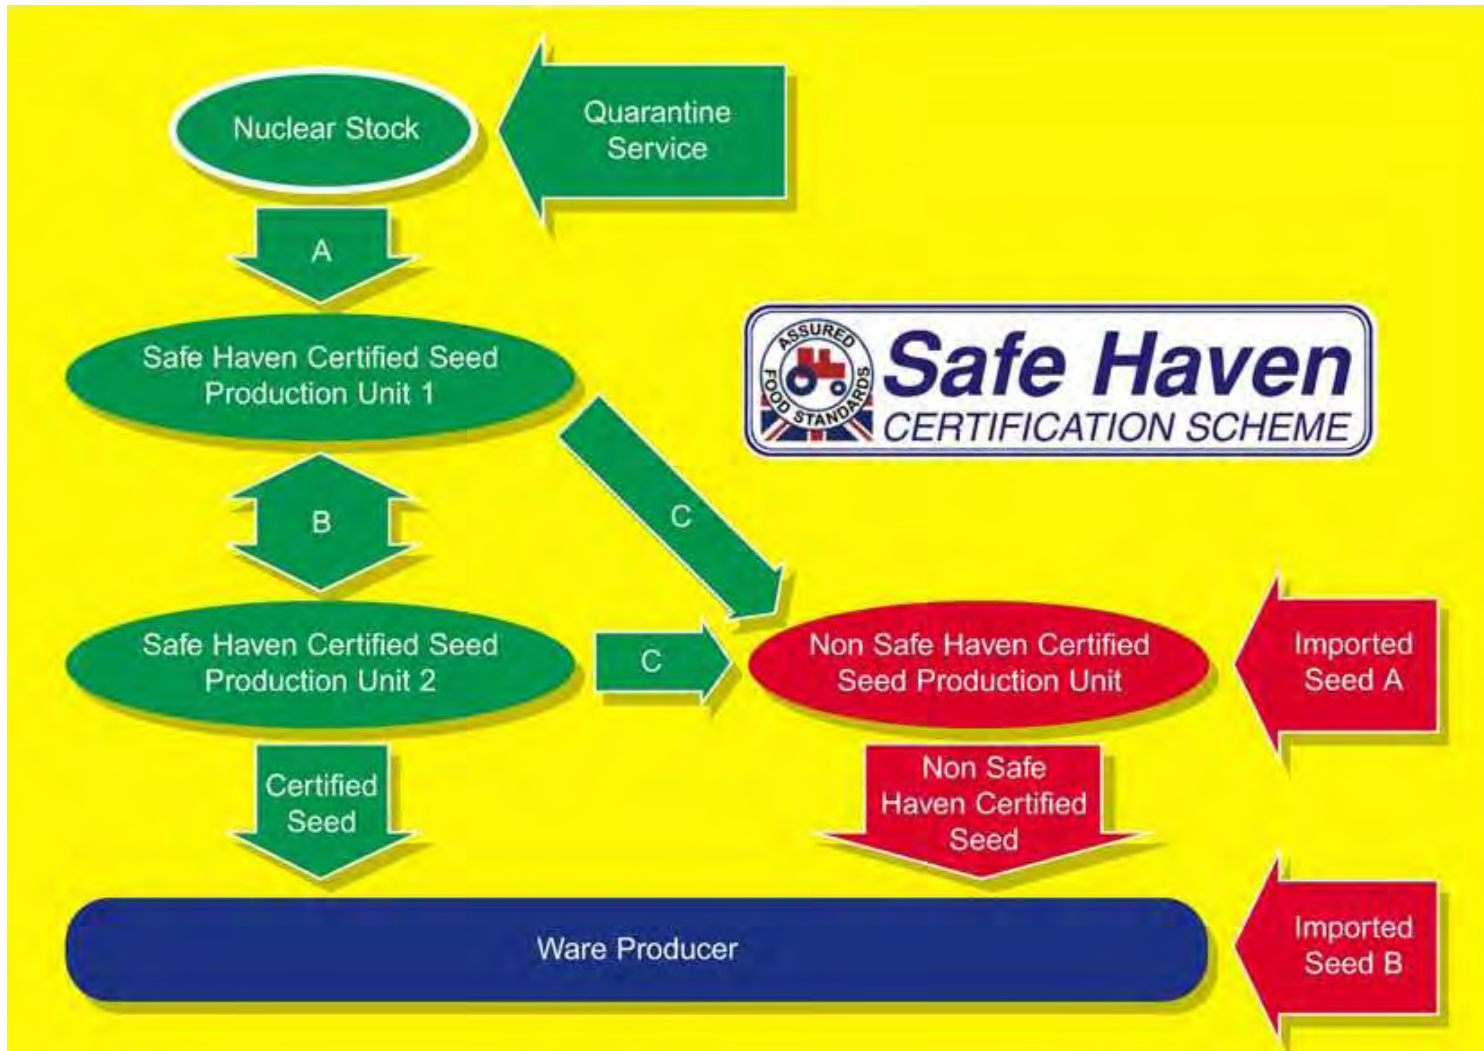 Nuclear Stock
Quarantine
Service
A
Safe Haven Certified Seed
Production Unit 1
ASSURED
FOOD STANDARDS
Safe Haven
CERTIFICATION SCHEME
B
C
Safe Haven Certified Seed
Production Unit 2
C
Non Safe Haven Certified
Seed Production Unit
Imported
Seed A
Certified
Seed
Non Safe
Haven Certified
Seed
Ware Producer
Imported
Seed B